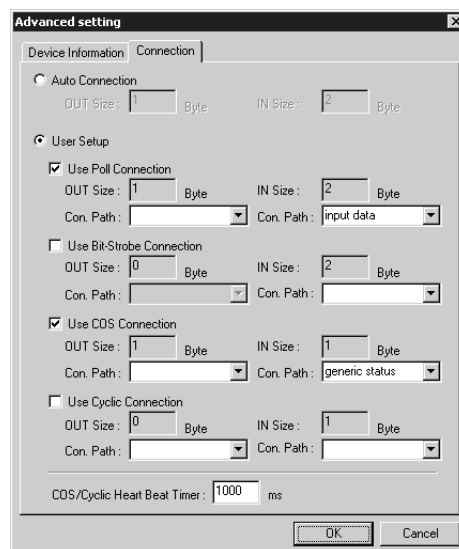 Advanced setting
Device Information Connection
Auto Connection
OUT Size : 1 Byte IN Size : 2 Byte
User Setup
Use Poll Connection
OUT Size : 1 Byte IN Size : 2 Byte
Con. Path : Con. Path : input data
Use Bit-Strobe Connection
OUT Size : 0 Byte IN Size : 2 Byte
Con. Path : Con. Path :
Use COS Connection
OUT Size : 1 Byte IN Size : 1 Byte
Con. Path : Con. Path : generic status
Use Cyclic Connection
OUT Size : 0 Byte IN Size : 1 Byte
Con. Path : Con. Path :
COS/Cyclic Heart Beat Timer : 1000 ms
OK Cancel